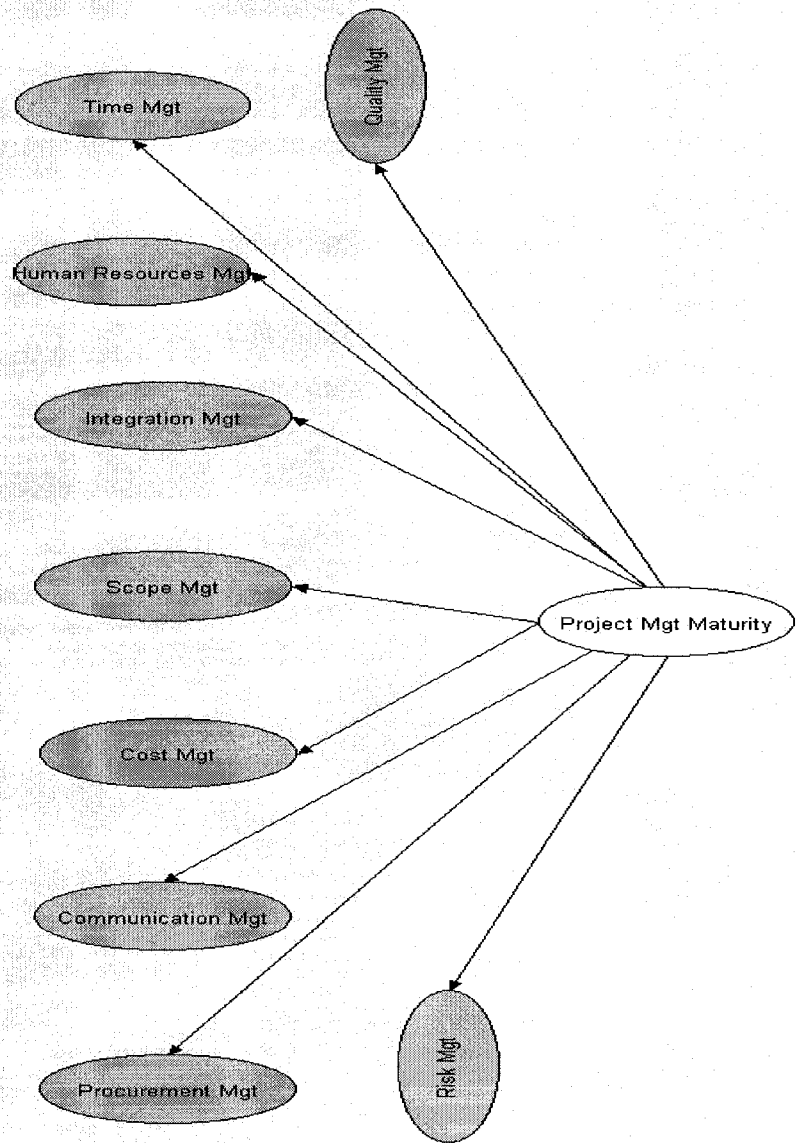 Quality Mgt
Time Mgt
Human Resources Mgt
Integration Mgt
Scope Mgt
Project Mgt Maturity
Cost Mgt
Communication Mgt
Risk Mgt
Procurement Mgt